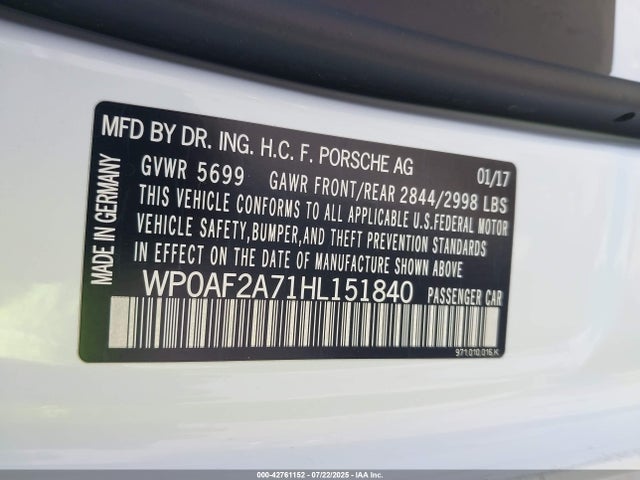 MFD BY DR. ING. H.C. F. PORSCHE AG 01/17
GVWR 5699 GAWR FRONT/REAR 2844/2998 LBS
THIS VEHICLE CONFORMS TO ALL APPLICABLE U.S.FEDERAL MOTOR
VEHICLE SAFETY,BUMPER,AND THEFT PREVENTION STANDARDS
IN EFFECT ON THE DATE OF MANUFACTURE SHOWN ABOVE
MADE IN GERMANY
WP0AF2A71HL151840 PASSENGER CAR
971.010.016.K
000-42761152 - 07/22/2025 - IAAI.COM